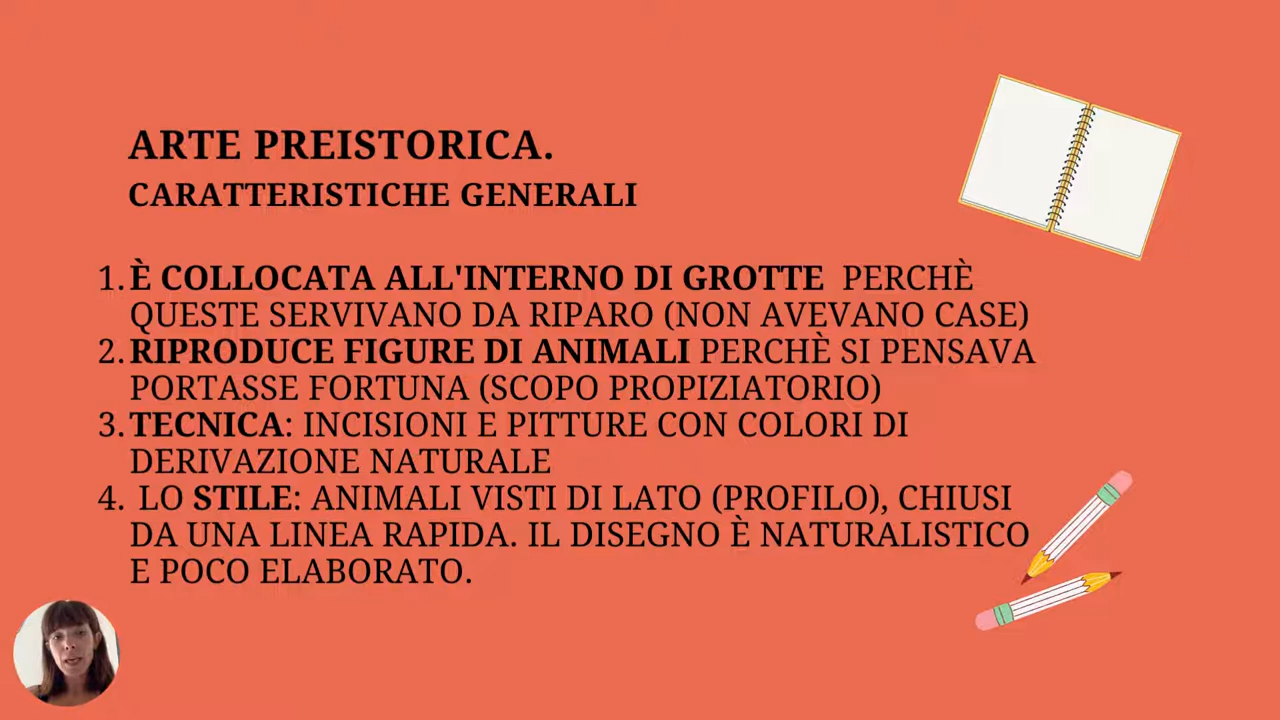 ARTE PREISTORICA.
CARATTERISTICHE GENERALI
1. È COLLOCATA ALL'INTERNO DI GROTTE PERCHÈ
QUESTE SERVIVANO DA RIPARO (NON AVEVANO CASE)
2. RIPRODUCE FIGURE DI ANIMALI PERCHÈ SI PENSAVA
PORTASSE FORTUNA (SCOPO PROPIZIATORIO)
3. TECNICA: INCISIONI E PITTURE CON COLORI DI
DERIVAZIONE NATURALE
4. LO STILE: ANIMALI VISTI DI LATO (PROFILO), CHIUSI
DA UNA LINEA RAPIDA. IL DISEGNO È NATURALISTICO
E POCO ELABORATO.